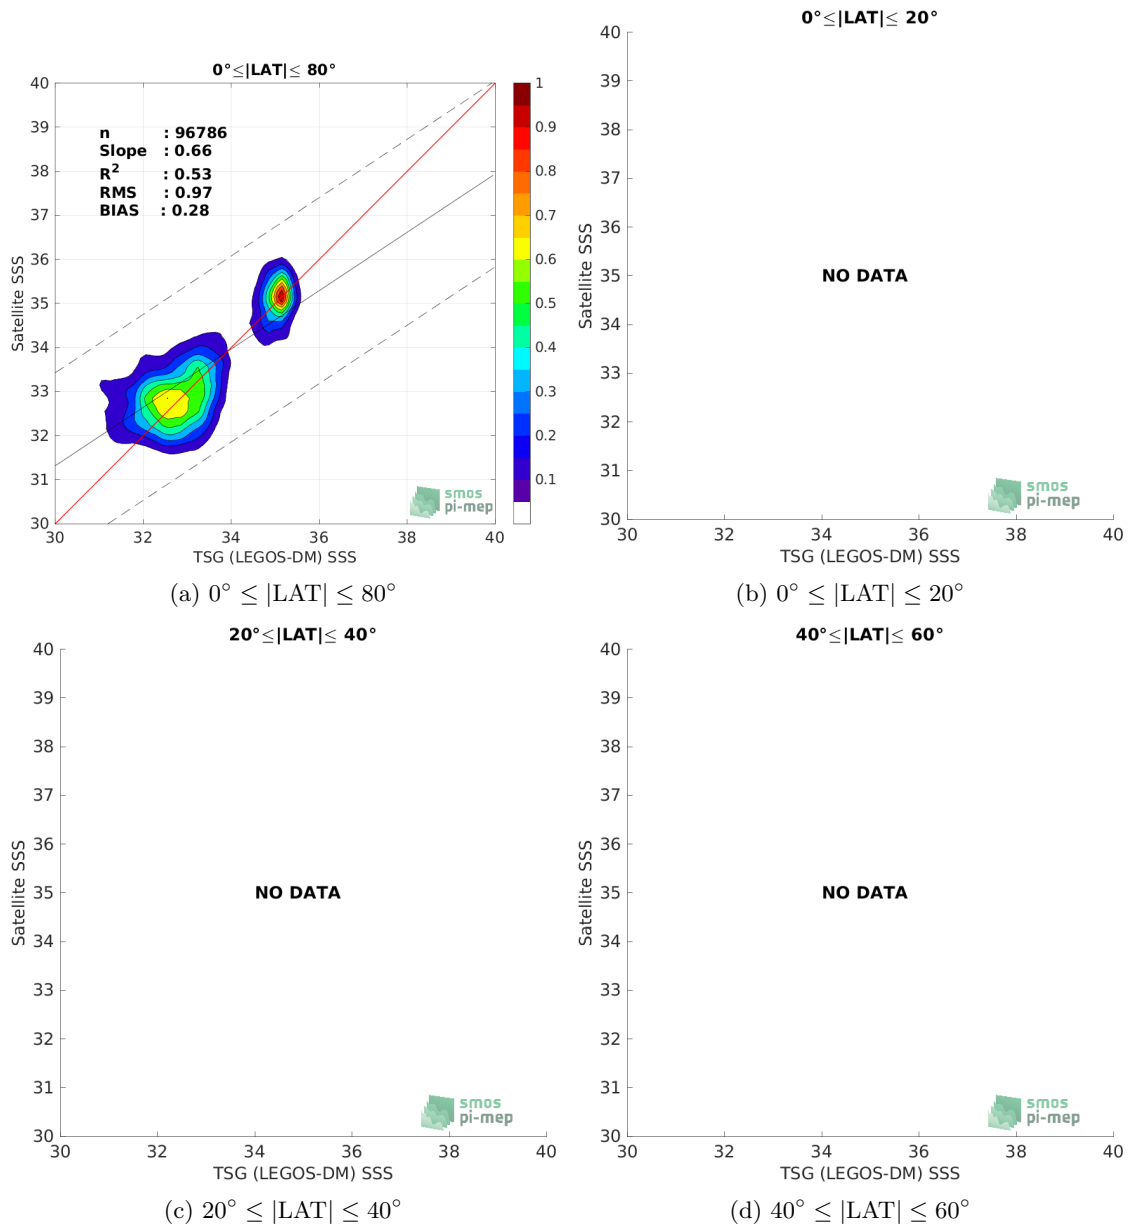 0°≤|LAT|≤ 80°
40
39
38
37
36
35
34
33
32
31
30
Satellite SSS
n : 96786
Slope : 0.66
R² : 0.53
RMS : 0.97
BIAS : 0.28
1
0.9
0.8
0.7
0.6
0.5
0.4
0.3
0.2
0.1
smos
pi-mep
30 32 34 36 38 40
TSG (LEGOS-DM) SSS
(a) 0° ≤ |LAT| ≤ 80°
0°≤|LAT|≤ 20°
40
39
38
37
36
35
34
33
32
31
30
Satellite SSS
NO DATA
smos
pi-mep
30 32 34 36 38 40
TSG (LEGOS-DM) SSS
(b) 0° ≤ |LAT| ≤ 20°
20°≤|LAT|≤ 40°
40
39
38
37
36
35
34
33
32
31
30
Satellite SSS
NO DATA
smos
pi-mep
30 32 34 36 38 40
TSG (LEGOS-DM) SSS
(c) 20° ≤ |LAT| ≤ 40°
40°≤|LAT|≤ 60°
40
39
38
37
36
35
34
33
32
31
30
Satellite SSS
NO DATA
smos
pi-mep
30 32 34 36 38 40
TSG (LEGOS-DM) SSS
(d) 40° ≤ |LAT| ≤ 60°